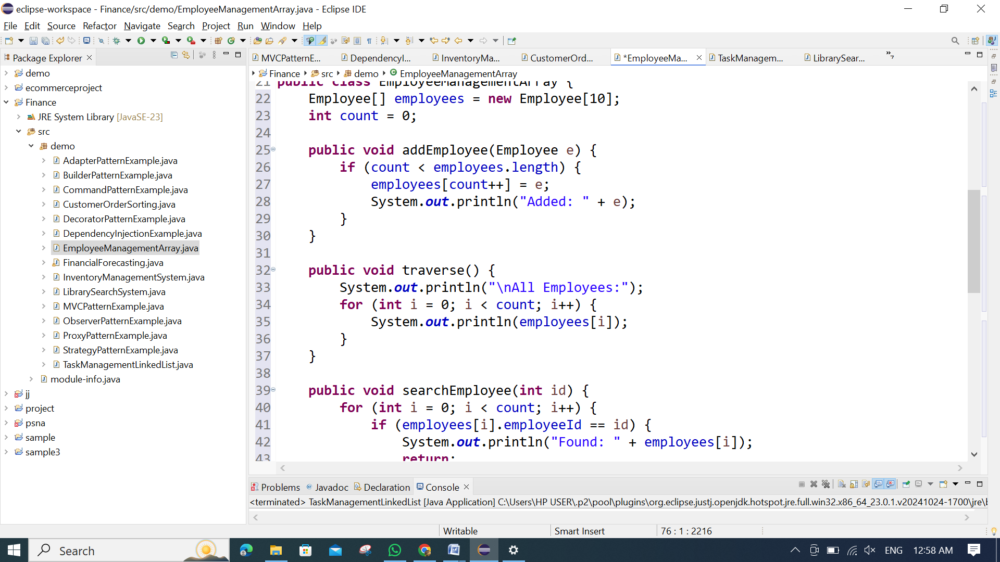 eclipse-workspace - Finance/src/demo/EmployeeManagementArray.java - Eclipse IDE
File Edit Source Refactor Navigate Search Project Run Window Help
Package Explorer
demo
ecommerceproject
Finance
JRE System Library [JavaSE-23]
src
demo
AdapterPatternExample.java
BuilderPatternExample.java
CommandPatternExample.java
CustomerOrderSorting.java
DecoratorPatternExample.java
DependencyInjectionExample.java
EmployeeManagementArray.java
FinancialForecasting.java
InventoryManagementSystem.java
LibrarySearchSystem.java
MVCPatternExample.java
ObserverPatternExample.java
ProxyPatternExample.java
StrategyPatternExample.java
TaskManagementLinkedList.java
module-info.java
jj
project
psna
sample
sample3
MVCPatternE... DependencyI... InventoryMa... CustomerOrd... *EmployeeMa... TaskManagem... LibrarySear... »7
Finance src demo EmployeeManagementArray
21 public class EmployeeManagementArray {
22 Employee[] employees = new Employee[10];
23 int count = 0;
24
25 public void addEmployee(Employee e) {
26 if (count < employees.length) {
27 employees[count++] = e;
28 System.out.println("Added: " + e);
29 }
30 }
31
32 public void traverse() {
33 System.out.println("\nAll Employees:");
34 for (int i = 0; i < count; i++) {
35 System.out.println(employees[i]);
36 }
37 }
38
39 public void searchEmployee(int id) {
40 for (int i = 0; i < count; i++) {
41 if (employees[i].employeeId == id) {
42 System.out.println("Found: " + employees[i]);
43 return;
Problems @ Javadoc Declaration Console
<terminated> TaskManagementLinkedList [Java Application] C:\Users\HP USER\.p2\pool\plugins\org.eclipse.justj.openjdk.hotspot.jre.full.win32.x86_64_23.0.1.v20241024-1700\jre\b
Writable Smart Insert 76 : 1 : 2216
Search ENG 12:58 AM